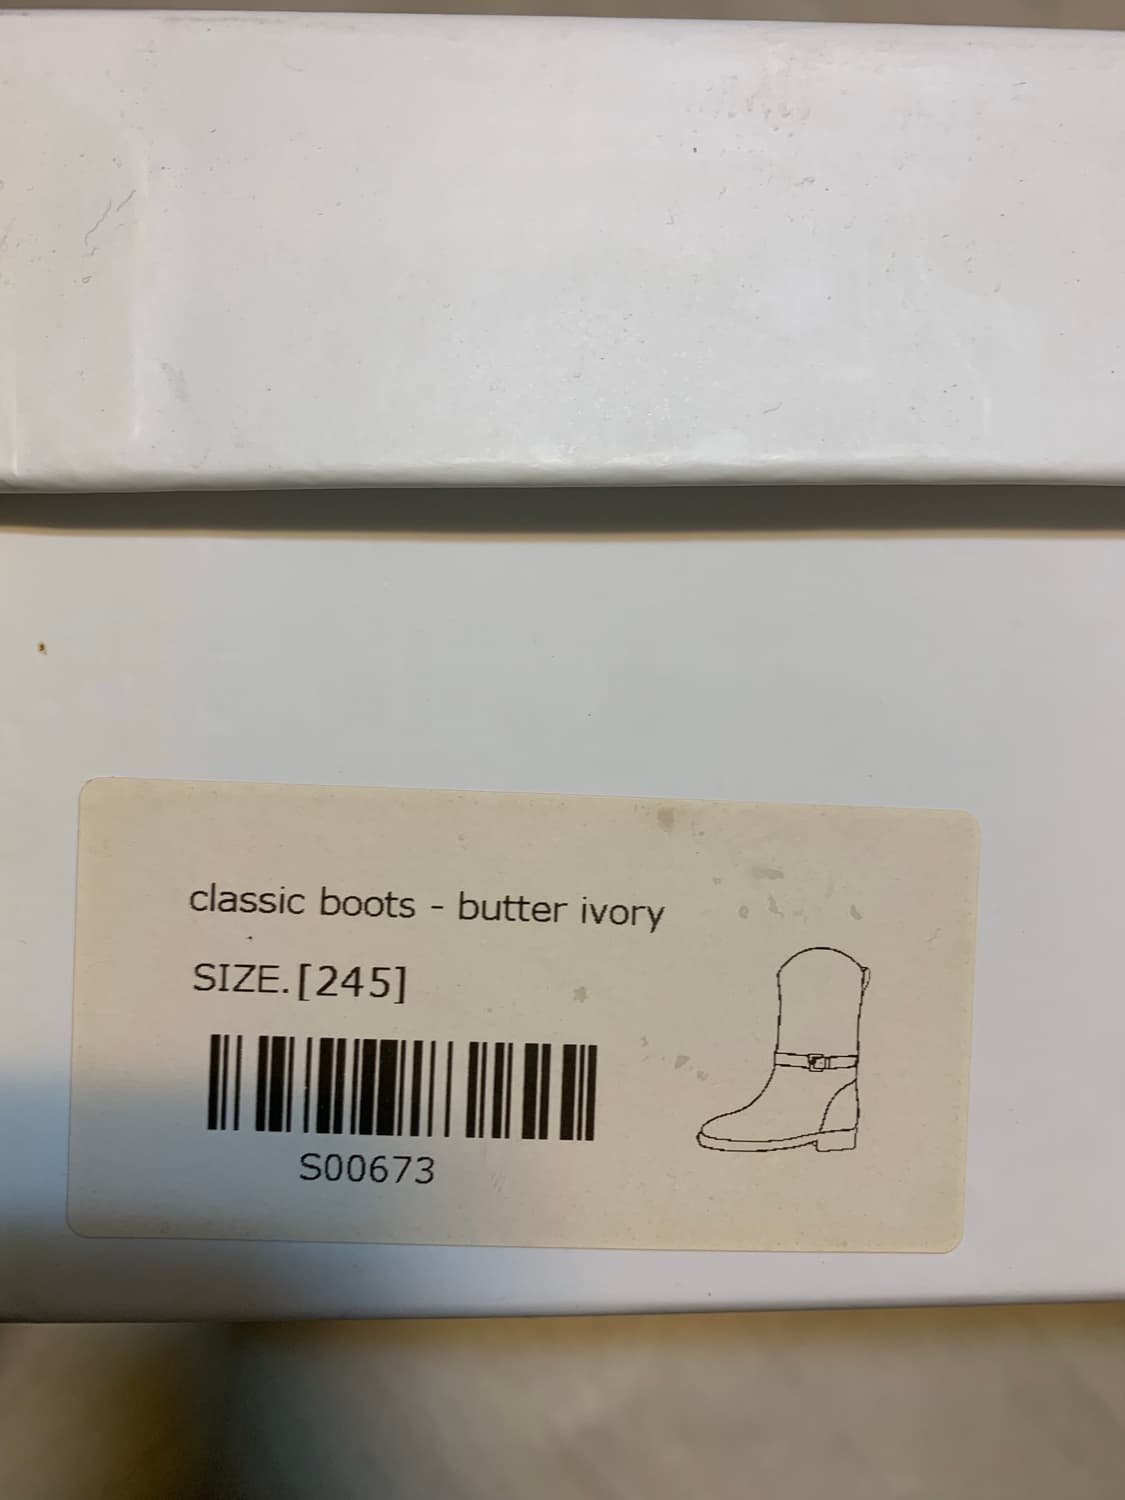 classic boots - butter ivory
SIZE.[245]
S00673